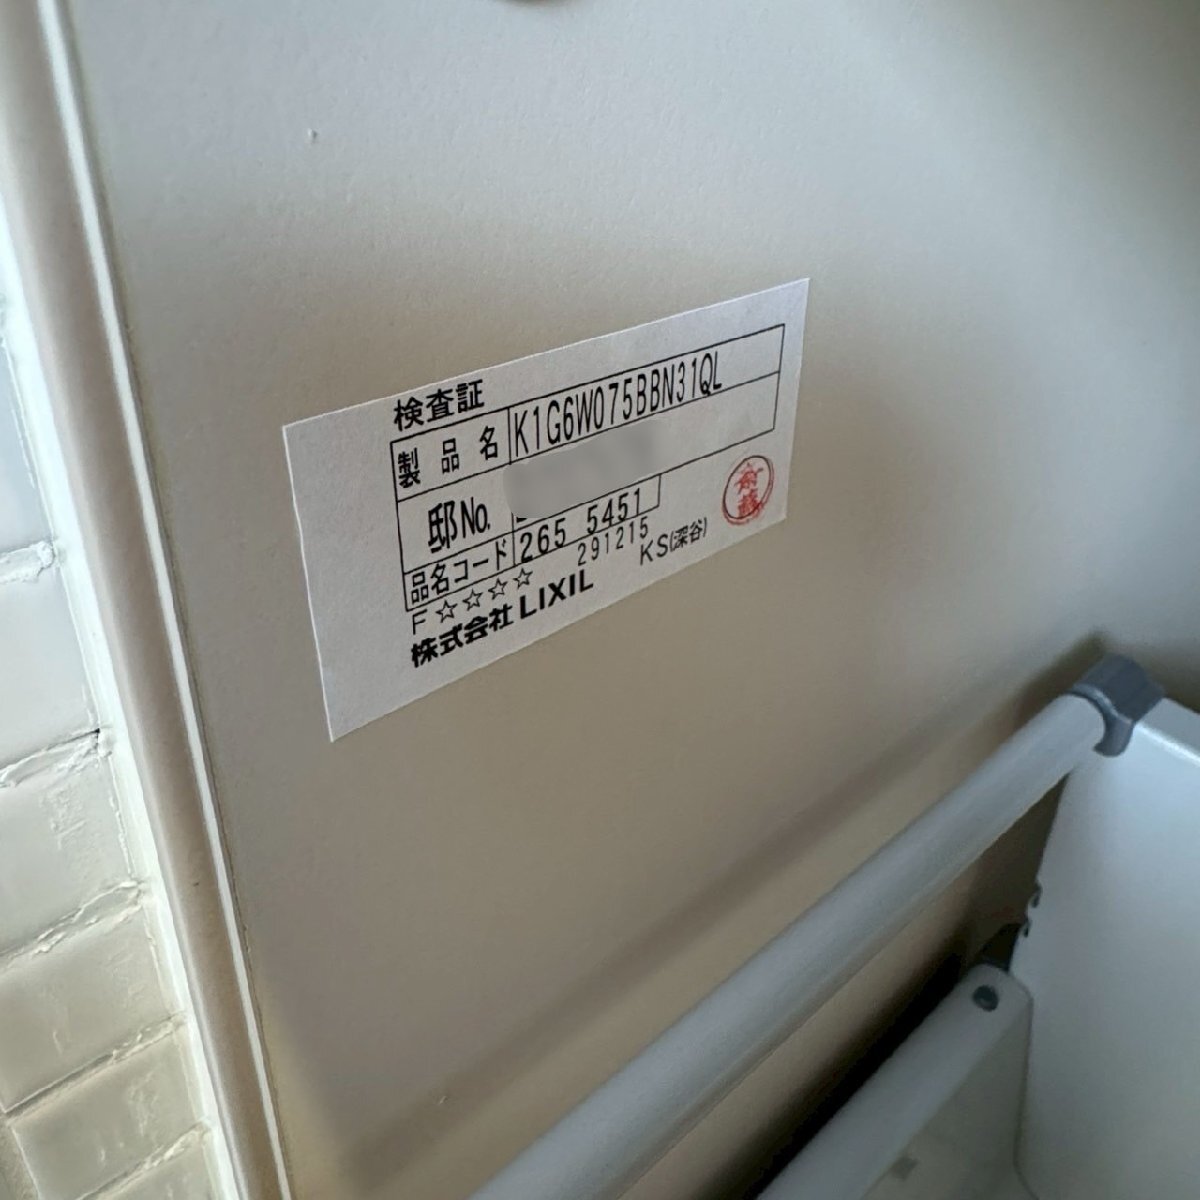 検査証
製品名 K1G6W075BBN31QL
邸No.
品名コード 265 5451
F☆☆☆☆ 291215 KS(深谷)
株式会社 LIXIL